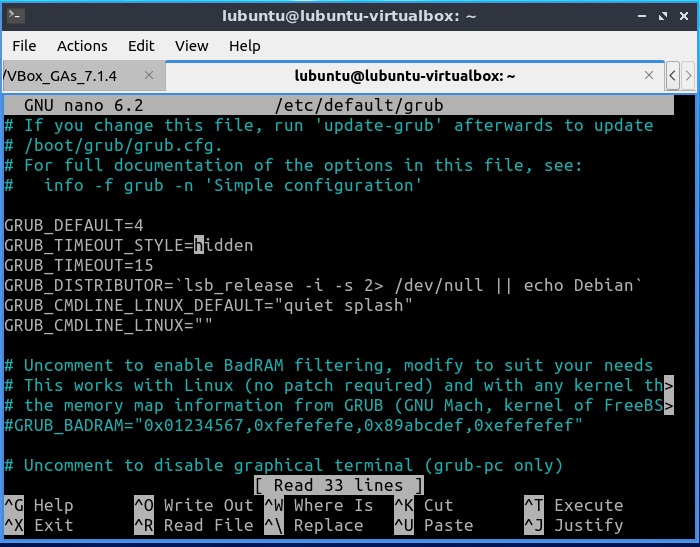 lubuntu@lubuntu-virtualbox: ~
File Actions Edit View Help
/VBox_GAs_7.1.4 × lubuntu@lubuntu-virtualbox: ~ × < >
GNU nano 6.2 /etc/default/grub
# If you change this file, run 'update-grub' afterwards to update
# /boot/grub/grub.cfg.
# For full documentation of the options in this file, see:
#   info -f grub -n 'Simple configuration'
GRUB_DEFAULT=4
GRUB_TIMEOUT_STYLE=hidden
GRUB_TIMEOUT=15
GRUB_DISTRIBUTOR=`lsb_release -i -s 2> /dev/null || echo Debian`
GRUB_CMDLINE_LINUX_DEFAULT="quiet splash"
GRUB_CMDLINE_LINUX=""
# Uncomment to enable BadRAM filtering, modify to suit your needs
# This works with Linux (no patch required) and with any kernel th>
# the memory map information from GRUB (GNU Mach, kernel of FreeBS>
#GRUB_BADRAM="0x01234567,0xfefefefe,0x89abcdef,0xefefefef"
# Uncomment to disable graphical terminal (grub-pc only)
[ Read 33 lines ]
^G Help ^O Write Out ^W Where Is ^K Cut ^T Execute
^X Exit ^R Read File ^\ Replace ^U Paste ^J Justify